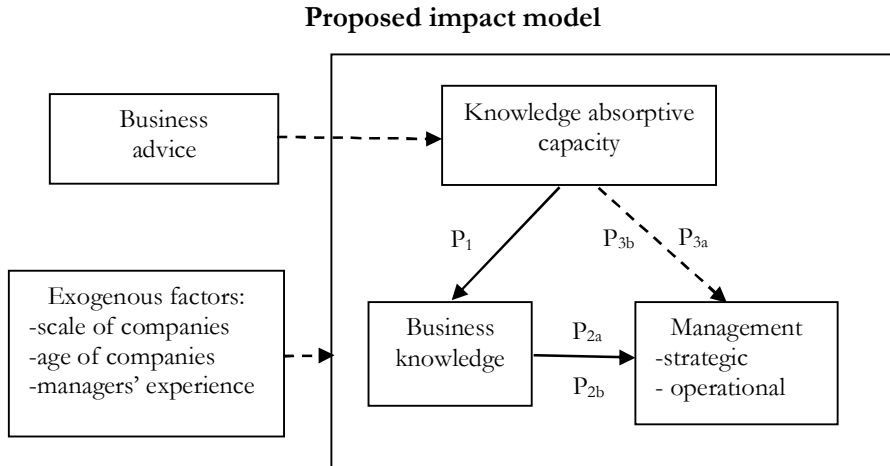 Proposed impact model
Business
advice
Knowledge absorptive
capacity
P₁
P₃b
P₃a
Exogenous factors:
-scale of companies
-age of companies
-managers’ experience
Business
knowledge
P₂a
P₂b
Management
-strategic
- operational